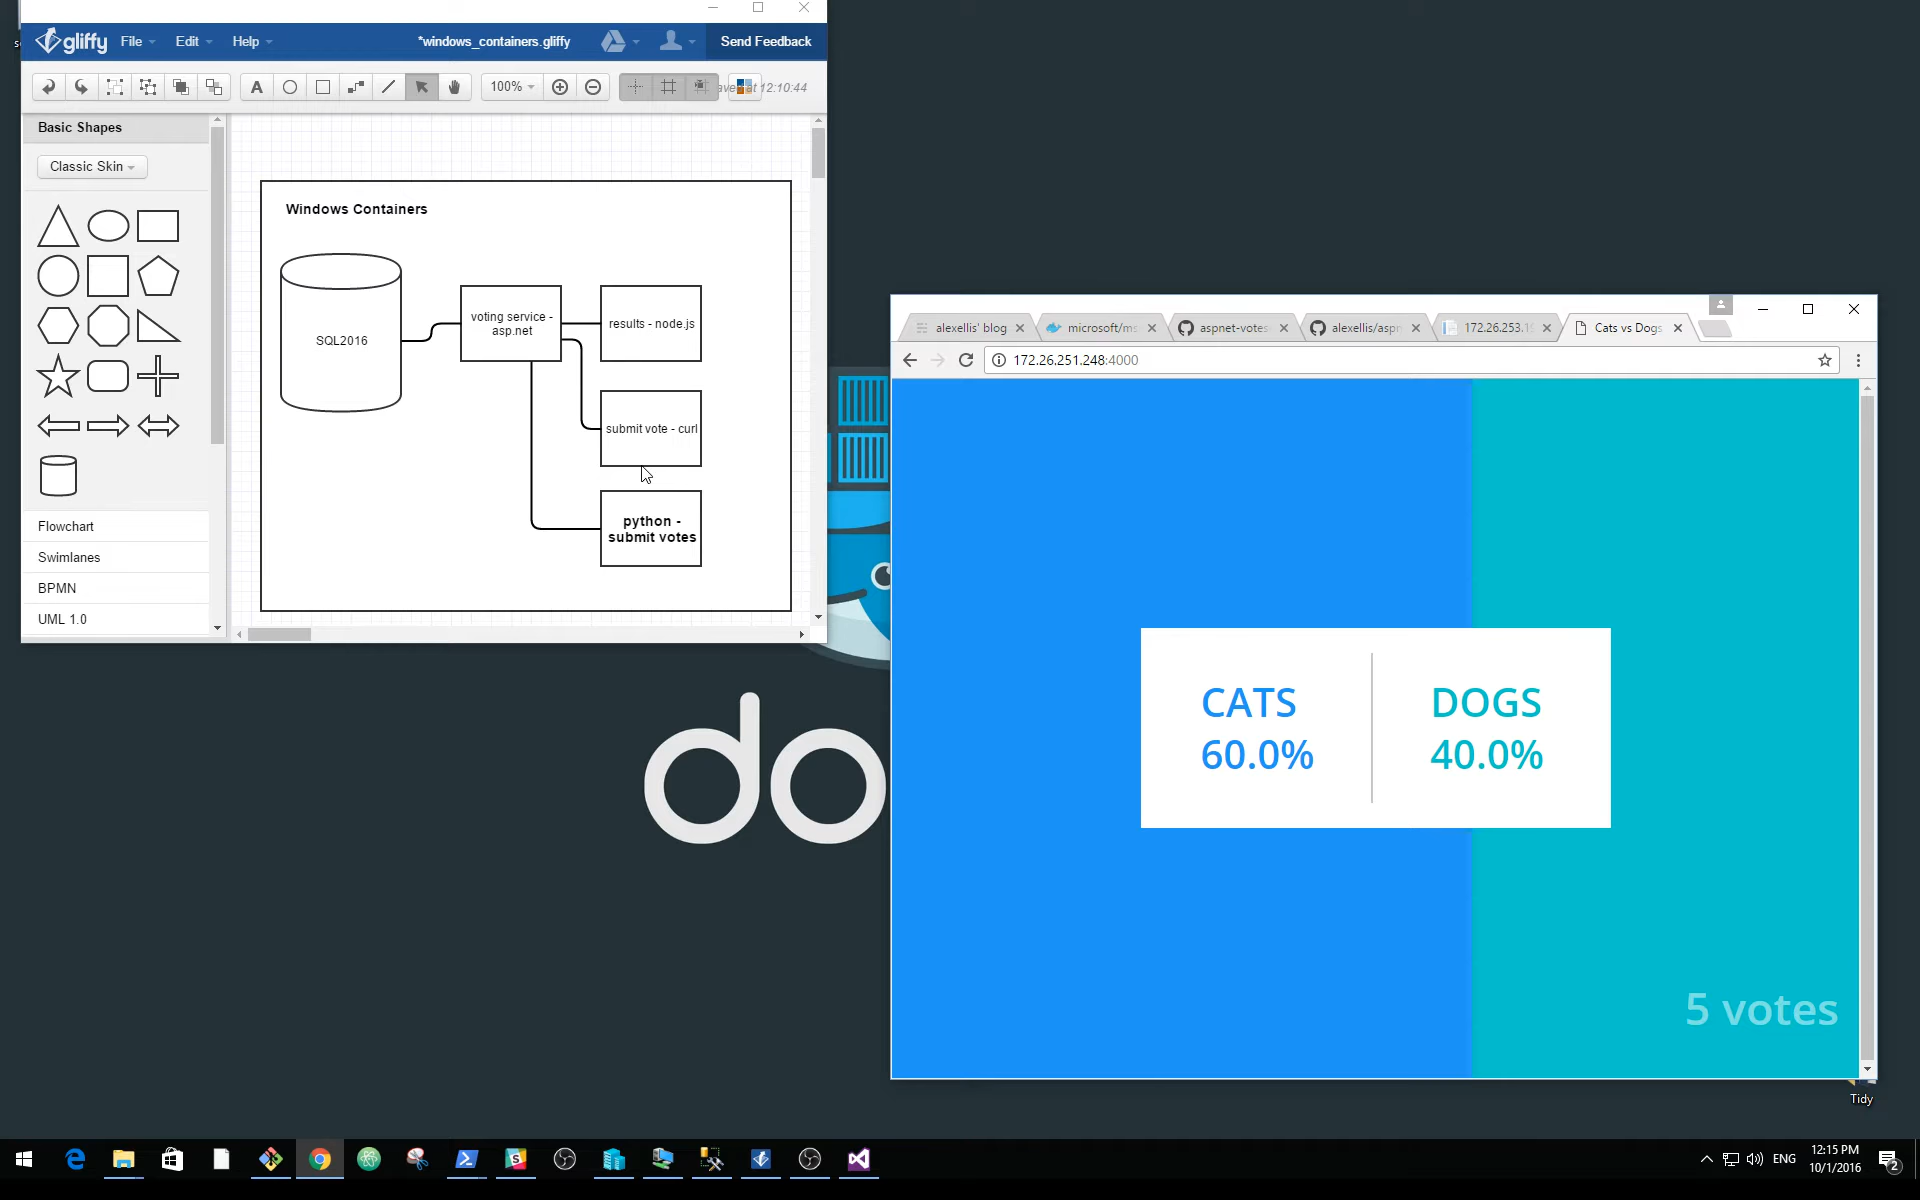 gliffy
File
Edit
Help
*windows_containers.gliffy
Send Feedback
100%
at 12:10:44
Basic Shapes
Classic Skin
Flowchart
Swimlanes
BPMN
UML 1.0
Windows Containers
SQL2016
voting service -
asp.net
results - node.js
submit vote - curl
python -
submit votes
do
alexellis' blog
microsoft/ms
aspnet-votes
alexellis/aspn
172.26.253.1
Cats vs Dogs
172.26.251.248:4000
CATS
60.0%
DOGS
40.0%
5 votes
Tidy
ENG
12:15 PM
10/1/2016
2